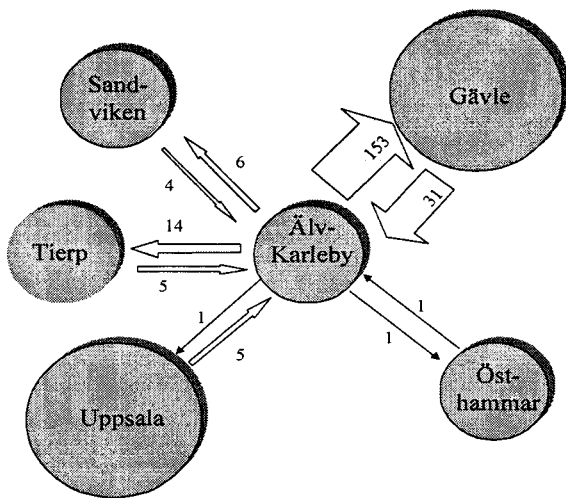 Sand-
viken
Gävle
153
31
6
4
Älv-
Karleby
14
Tierp
5
1
5
1
1
Uppsala
Öst-
hammar